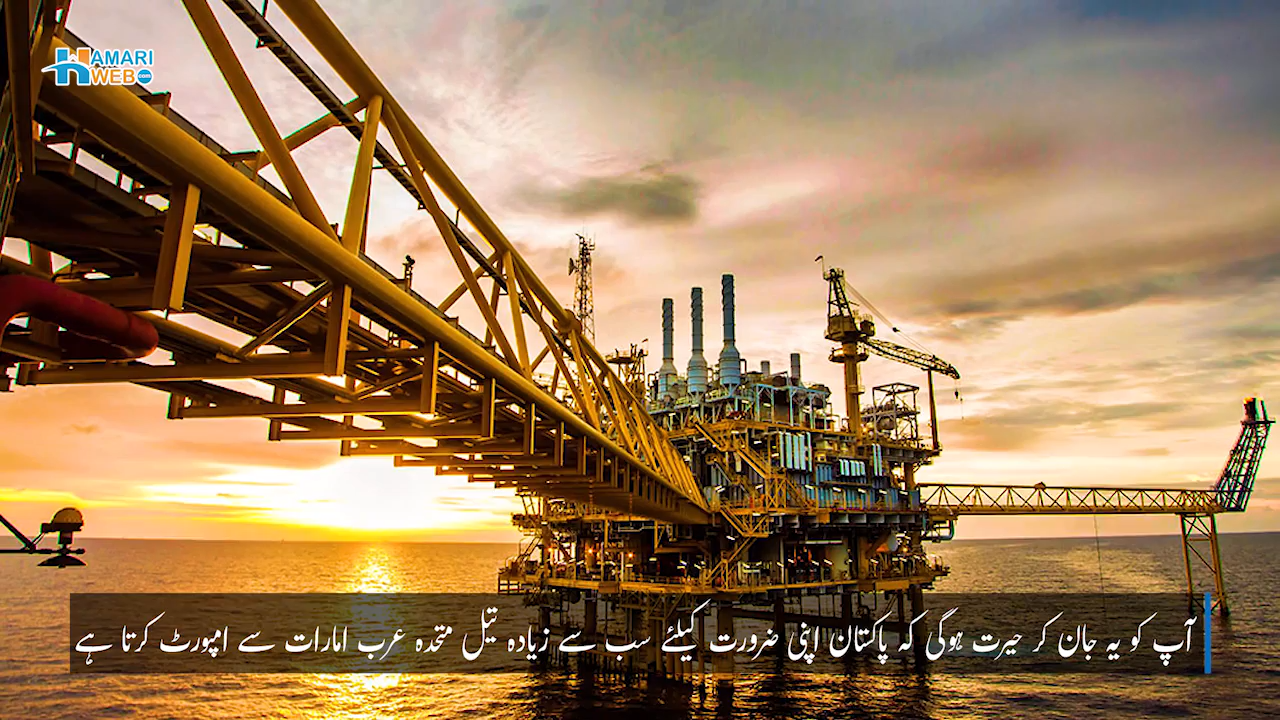 HAMARI
WEB.com
آپ کو یہ جان کر حیرت ہوگی کہ پاکستان اپنی ضرورت کیلئے سب سے زیادہ تیل متحدہ عرب امارات سے امپورٹ کرتا ہے